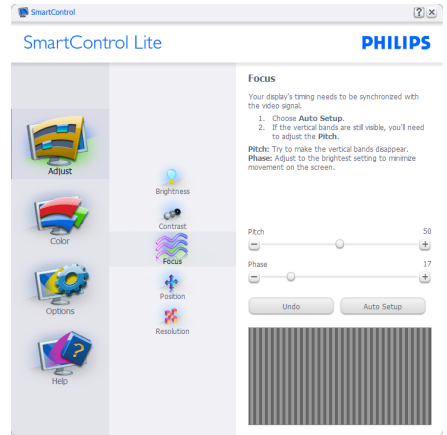 SmartControl
?
SmartControl Lite
PHILIPS
Adjust
Color
Options
Help
Brightness
Contrast
Focus
Position
Resolution
Focus
Your display's timing needs to be synchronized with
the video signal.
1. Choose Auto Setup.
2. If the vertical bands are still visible, you'll need
to adjust the Pitch.
Pitch: Try to make the vertical bands disappear.
Phase: Adjust to the brightest setting to minimize
movement on the screen.
Pitch 50
Phase 17
Undo Auto Setup